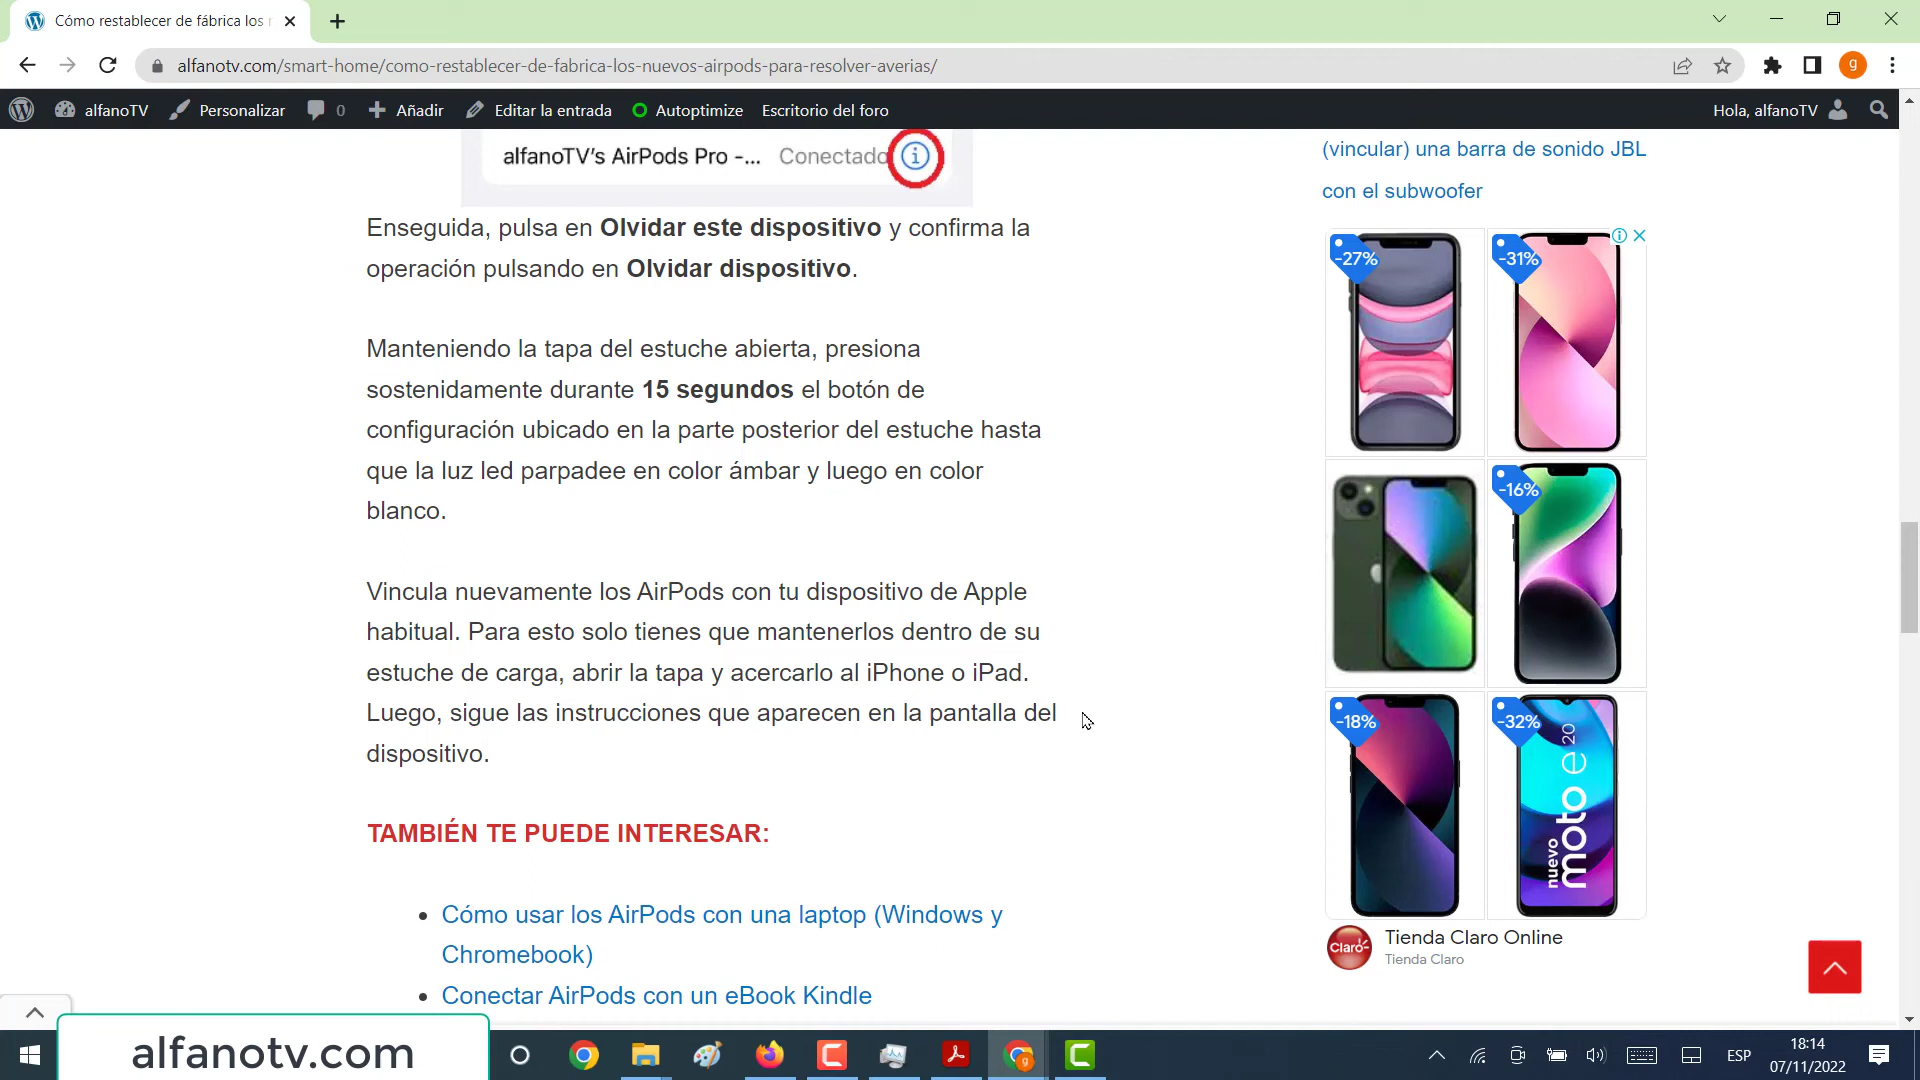 Cómo restablecer de fábrica los
alfanotv.com/smart-home/como-restablecer-de-fabrica-los-nuevos-airpods-para-resolver-averias/
g
alfanoTV
Personalizar
0
Añadir
Editar la entrada
Autoptimize
Escritorio del foro
Hola, alfanoTV
alfanoTV's AirPods Pro -...
Conectado
Enseguida, pulsa en Olvidar este dispositivo y confirma la
operación pulsando en Olvidar dispositivo.
Manteniendo la tapa del estuche abierta, presiona
sostenidamente durante 15 segundos el botón de
configuración ubicado en la parte posterior del estuche hasta
que la luz led parpadee en color ámbar y luego en color
blanco.
Vincula nuevamente los AirPods con tu dispositivo de Apple
habitual. Para esto solo tienes que mantenerlos dentro de su
estuche de carga, abrir la tapa y acercarlo al iPhone o iPad.
Luego, sigue las instrucciones que aparecen en la pantalla del
dispositivo.
TAMBIÉN TE PUEDE INTERESAR:
Cómo usar los AirPods con una laptop (Windows y
Chromebook)
Conectar AirPods con un eBook Kindle
(vincular) una barra de sonido JBL
con el subwoofer
-27%
-31%
-16%
-18%
-32%
nuevo
moto e20
Claro
Tienda Claro Online
Tienda Claro
alfanotv.com
ESP
18:14
07/11/2022